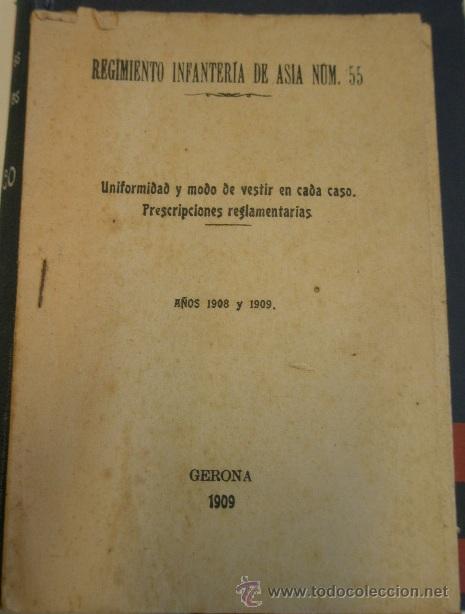 REGIMIENTO INFANTERÍA DE ASIA NÚM. 55
Uniformidad y modo de vestir en cada caso.
Prescripciones reglamentarias
AÑOS 1908 y 1909.
GERONA
1909
www.todocoleccion.net